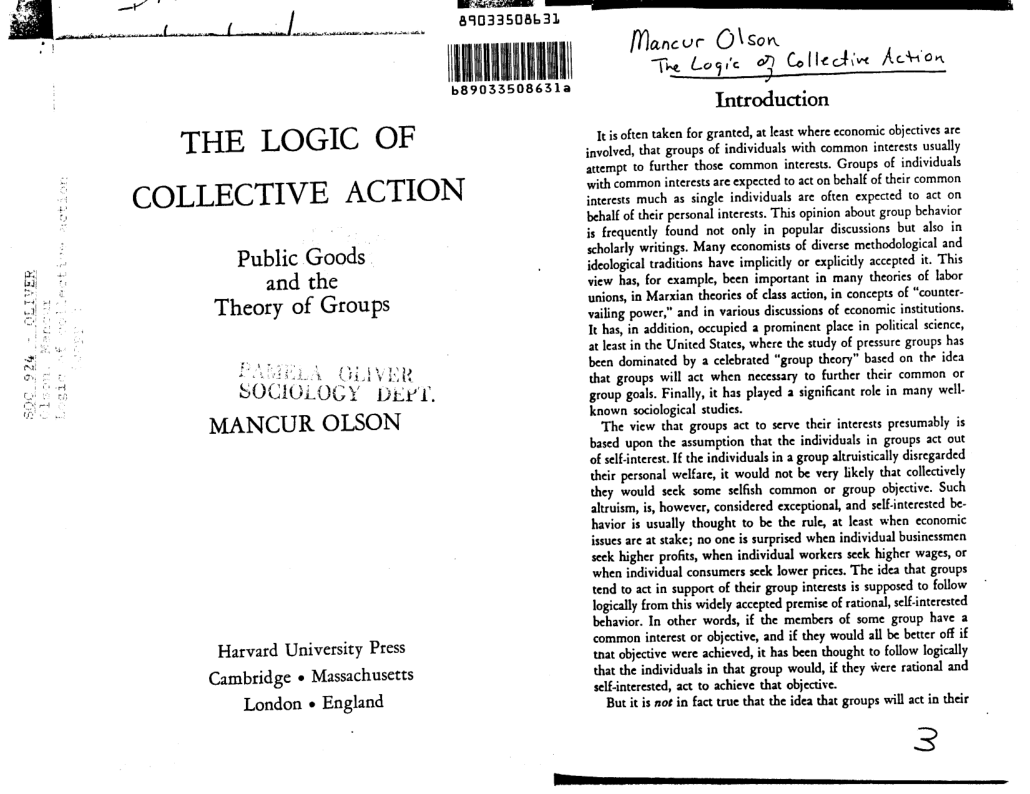 89033508631
b89033508631a
THE LOGIC OF
COLLECTIVE ACTION
Public Goods
and the
Theory of Groups
PAMELA OLIVER
SOCIOLOGY DEPT.
MANCUR OLSON
Harvard University Press
Cambridge • Massachusetts
London • England
SOC 924 - OLIVER
Olson, Mancur
Logic of collective action
Mancur Olson
The Logic of Collective Action
Introduction
It is often taken for granted, at least where economic objectives are
involved, that groups of individuals with common interests usually
attempt to further those common interests. Groups of individuals
with common interests are expected to act on behalf of their common
interests much as single individuals are often expected to act on
behalf of their personal interests. This opinion about group behavior
is frequently found not only in popular discussions but also in
scholarly writings. Many economists of diverse methodological and
ideological traditions have implicitly or explicitly accepted it. This
view has, for example, been important in many theories of labor
unions, in Marxian theories of class action, in concepts of "counter-
vailing power," and in various discussions of economic institutions.
It has, in addition, occupied a prominent place in political science,
at least in the United States, where the study of pressure groups has
been dominated by a celebrated "group theory" based on the idea
that groups will act when necessary to further their common or
group goals. Finally, it has played a significant role in many well-
known sociological studies.
The view that groups act to serve their interests presumably is
based upon the assumption that the individuals in groups act out
of self-interest. If the individuals in a group altruistically disregarded
their personal welfare, it would not be very likely that collectively
they would seek some selfish common or group objective. Such
altruism, is, however, considered exceptional, and self-interested be-
havior is usually thought to be the rule, at least when economic
issues are at stake; no one is surprised when individual businessmen
seek higher profits, when individual workers seek higher wages, or
when individual consumers seek lower prices. The idea that groups
tend to act in support of their group interests is supposed to follow
logically from this widely accepted premise of rational, self-interested
behavior. In other words, if the members of some group have a
common interest or objective, and if they would all be better off if
tnat objective were achieved, it has been thought to follow logically
that the individuals in that group would, if they were rational and
self-interested, act to achieve that objective.
But it is not in fact true that the idea that groups will act in their
3